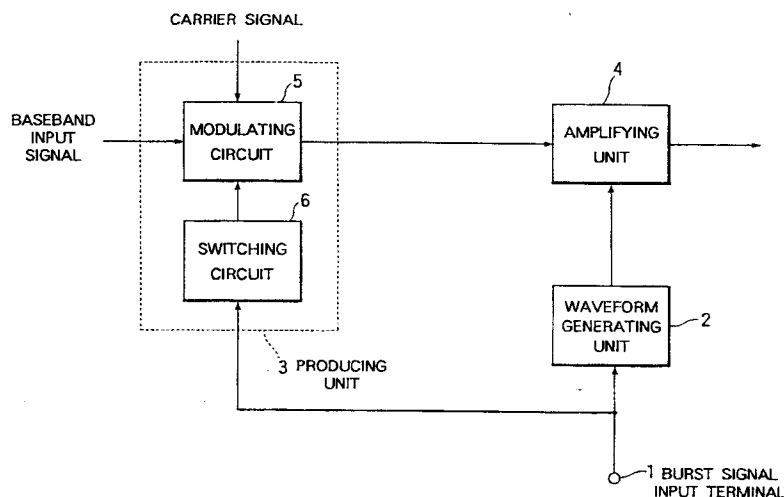 CARRIER SIGNAL
5
4
BASEBAND
INPUT
SIGNAL
MODULATING
CIRCUIT
AMPLIFYING
UNIT
6
SWITCHING
CIRCUIT
WAVEFORM
GENERATING
UNIT
2
3 PRODUCING
UNIT
1 BURST SIGNAL
INPUT TERMINAL